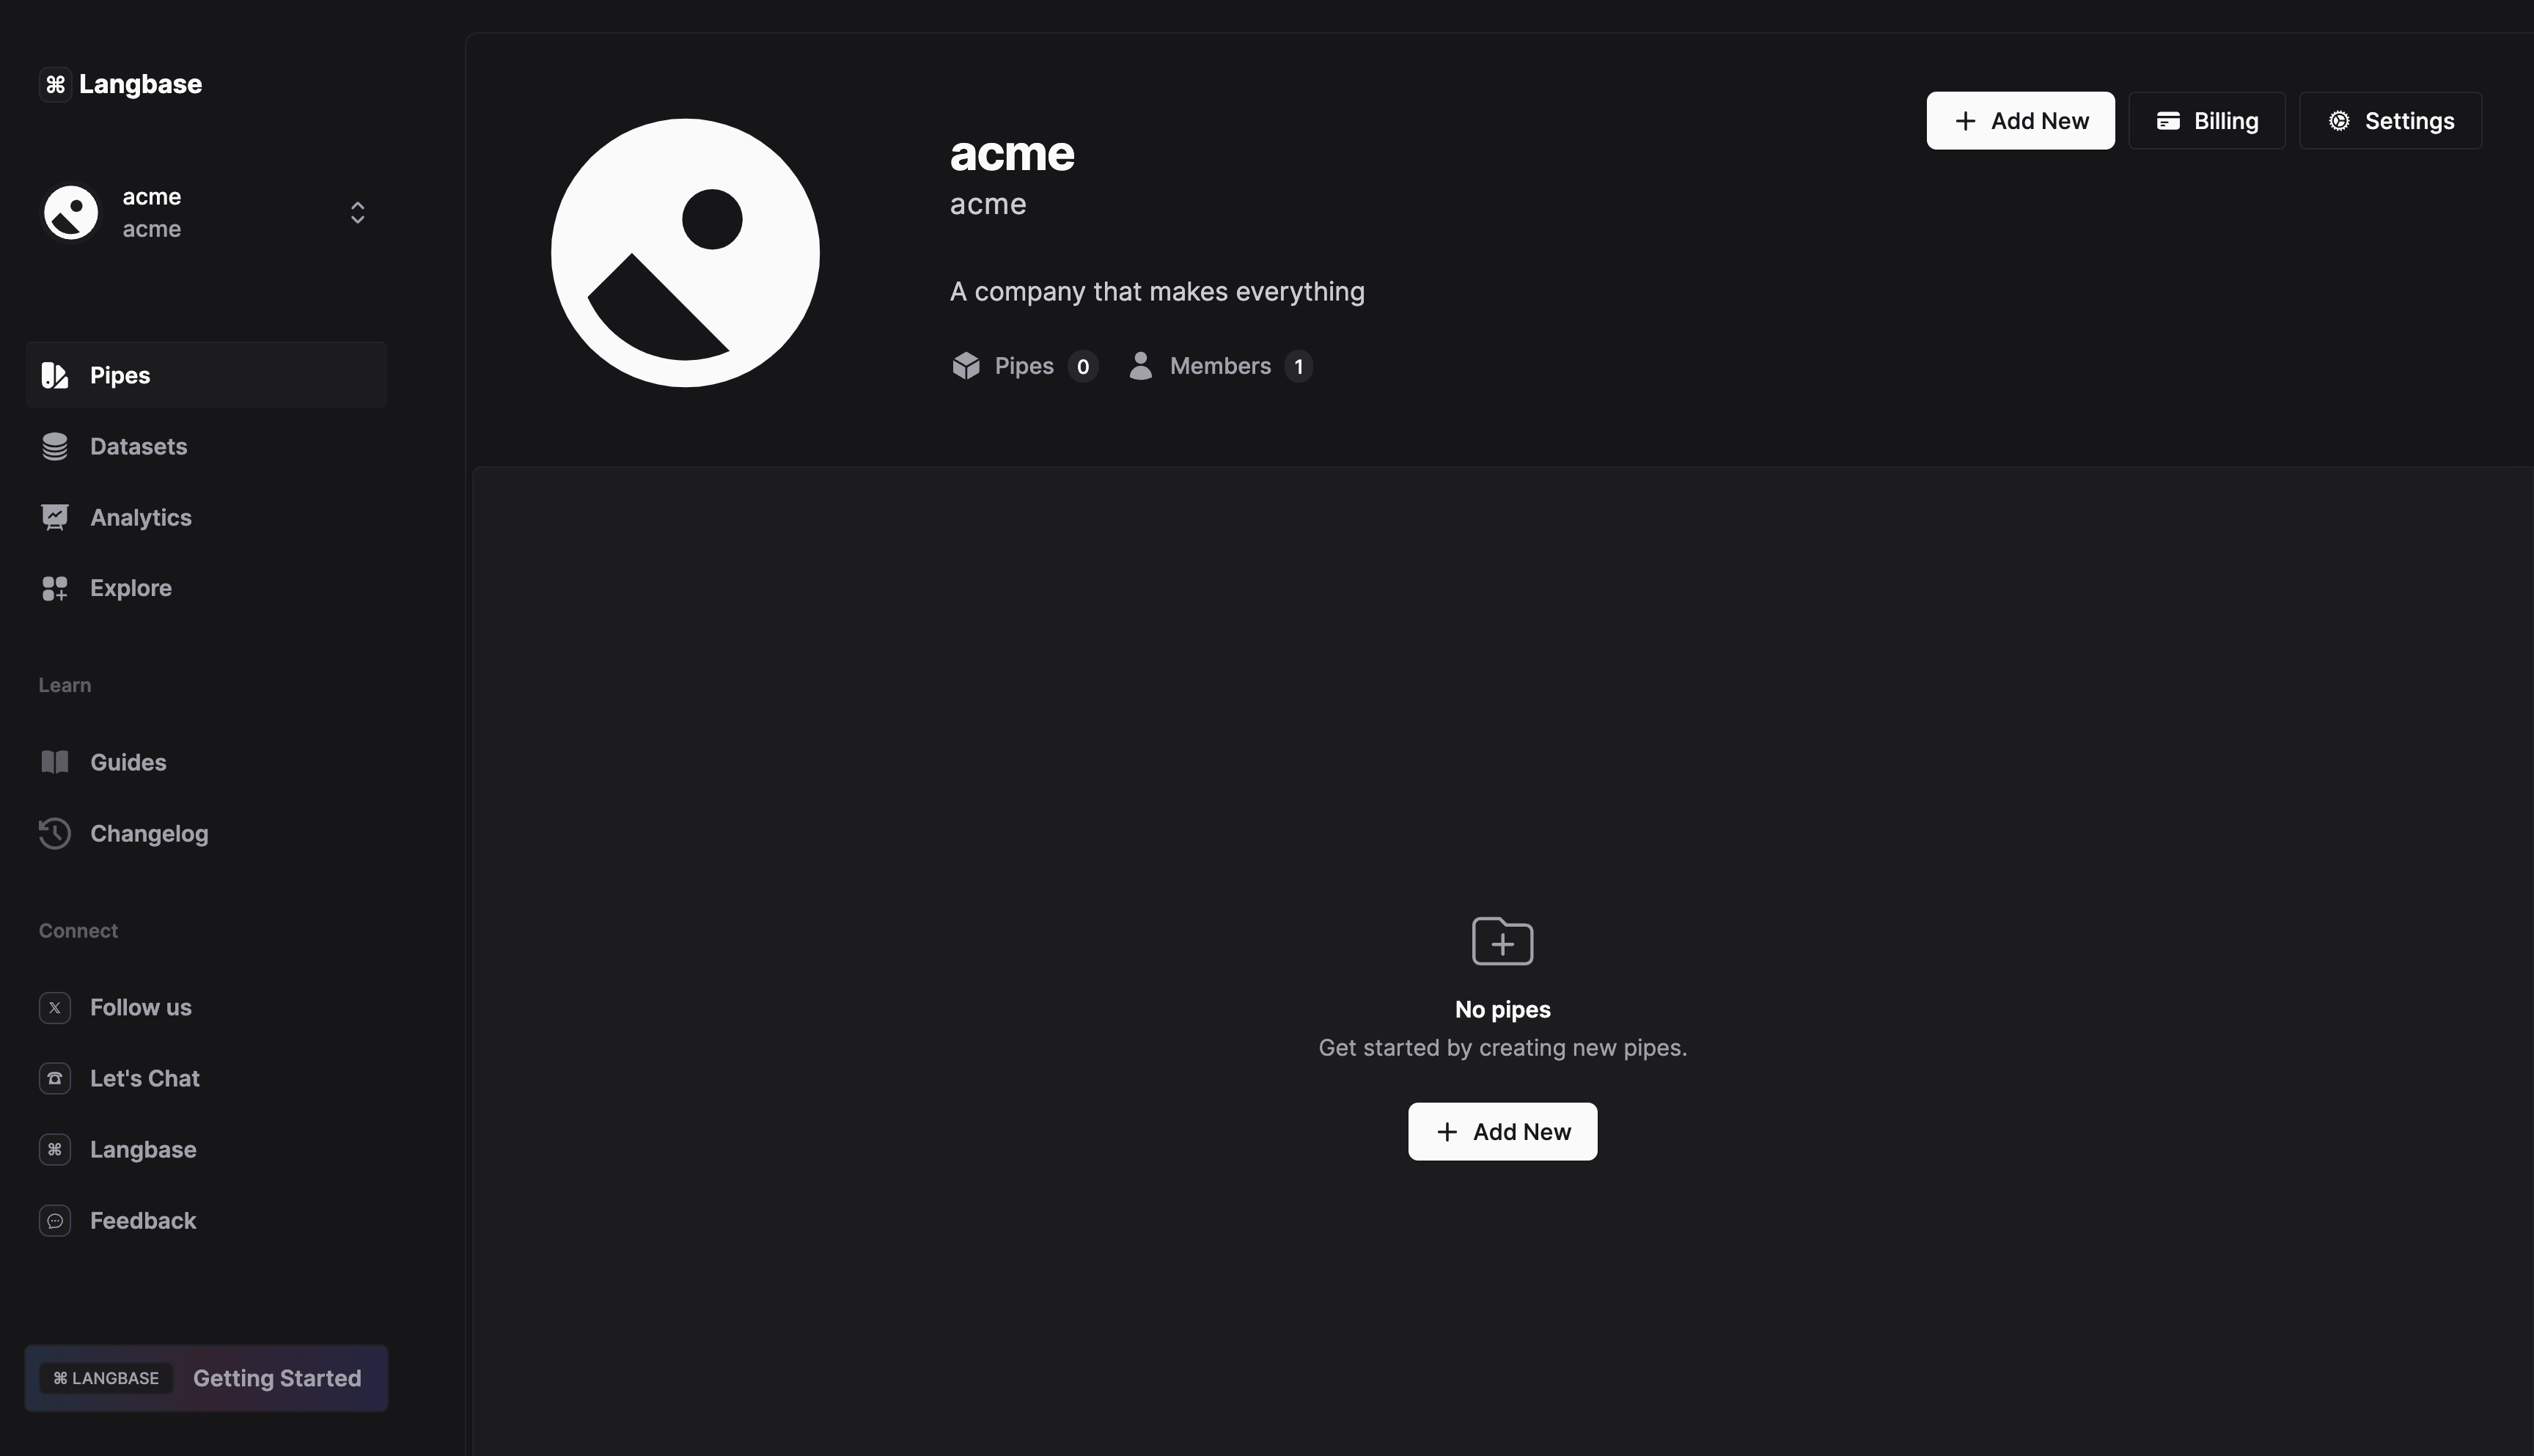 ⌘ Langbase
acme
acme
Pipes
Datasets
Analytics
Explore
Learn
Guides
Changelog
Connect
𝕏 Follow us
Let's Chat
⌘ Langbase
Feedback
⌘ LANGBASE Getting Started
+ Add New
Billing
Settings
acme
acme
A company that makes everything
Pipes 0 Members 1
No pipes
Get started by creating new pipes.
+ Add New